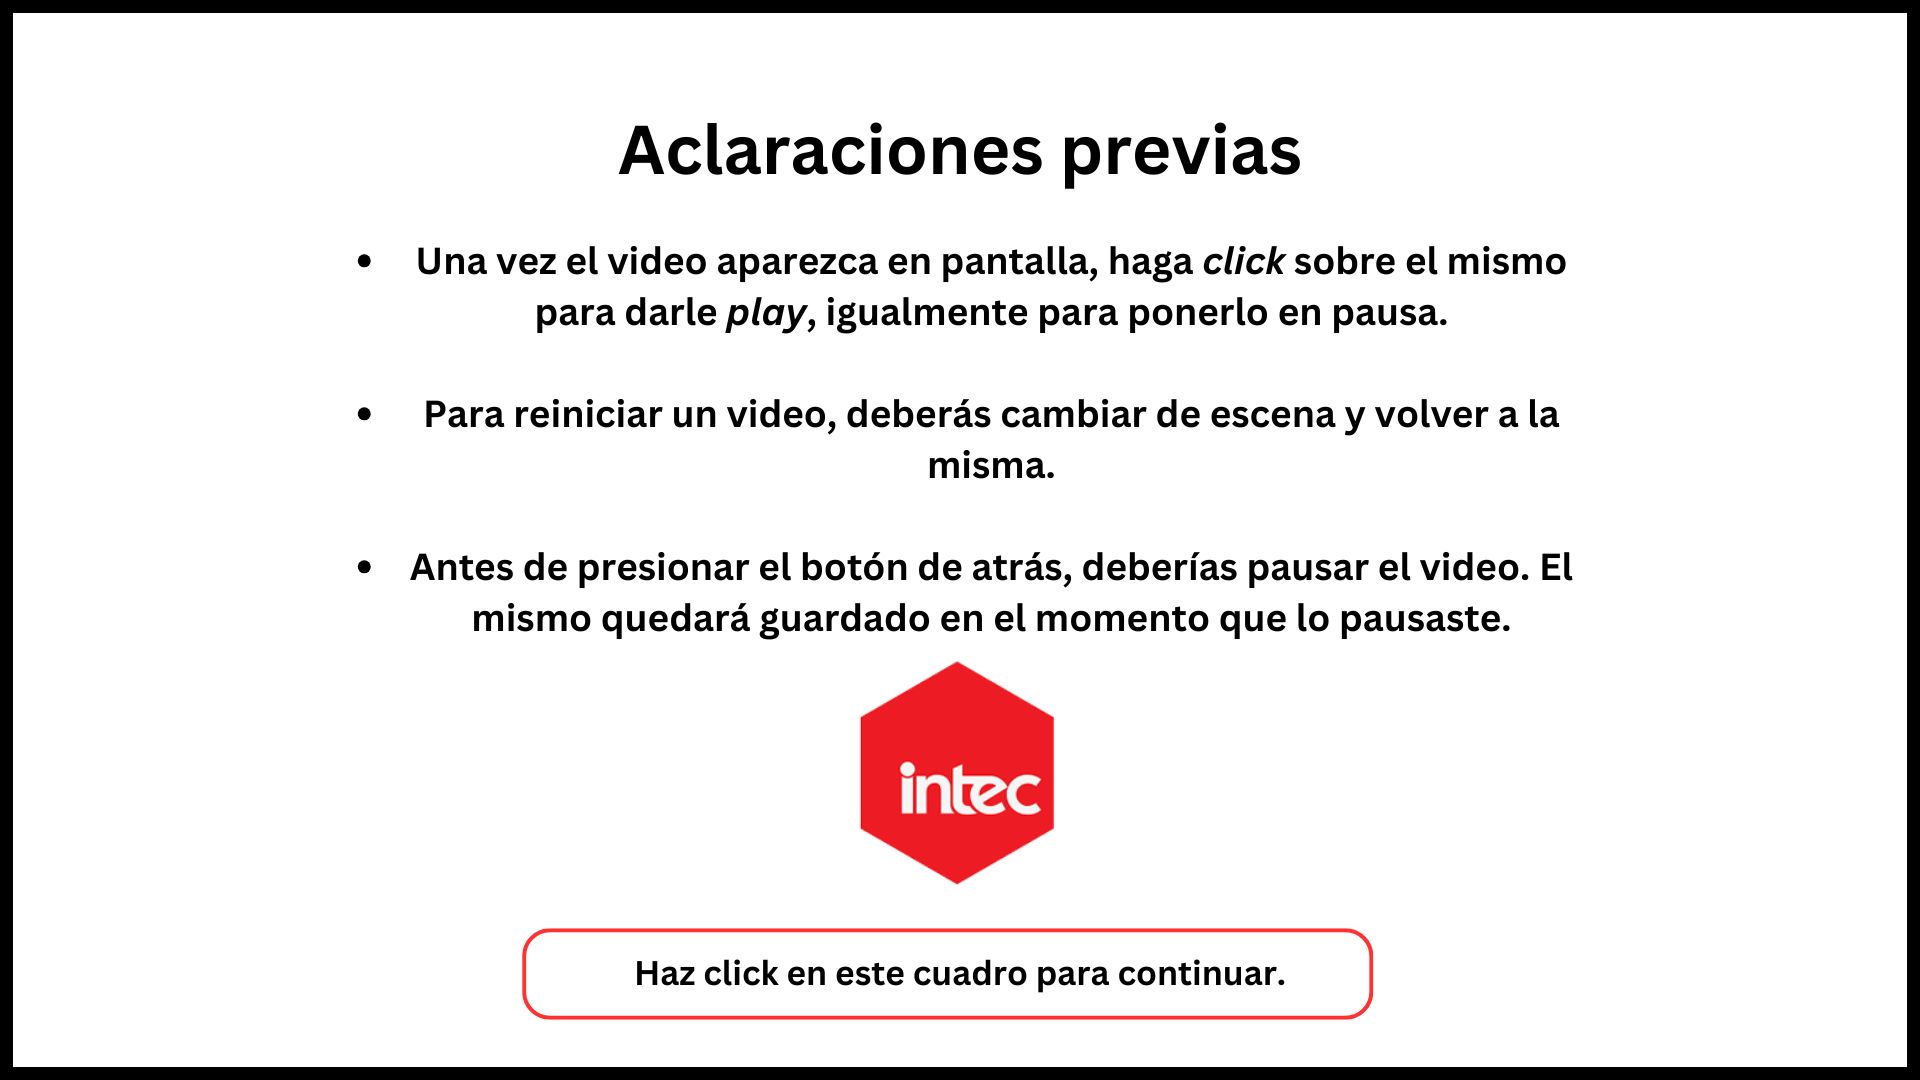 Aclaraciones previas
• Una vez el video aparezca en pantalla, haga click sobre el mismo
para darle play, igualmente para ponerlo en pausa.
• Para reiniciar un video, deberás cambiar de escena y volver a la
misma.
• Antes de presionar el botón de atrás, deberías pausar el video. El
mismo quedará guardado en el momento que lo pausaste.
intec
Haz click en este cuadro para continuar.